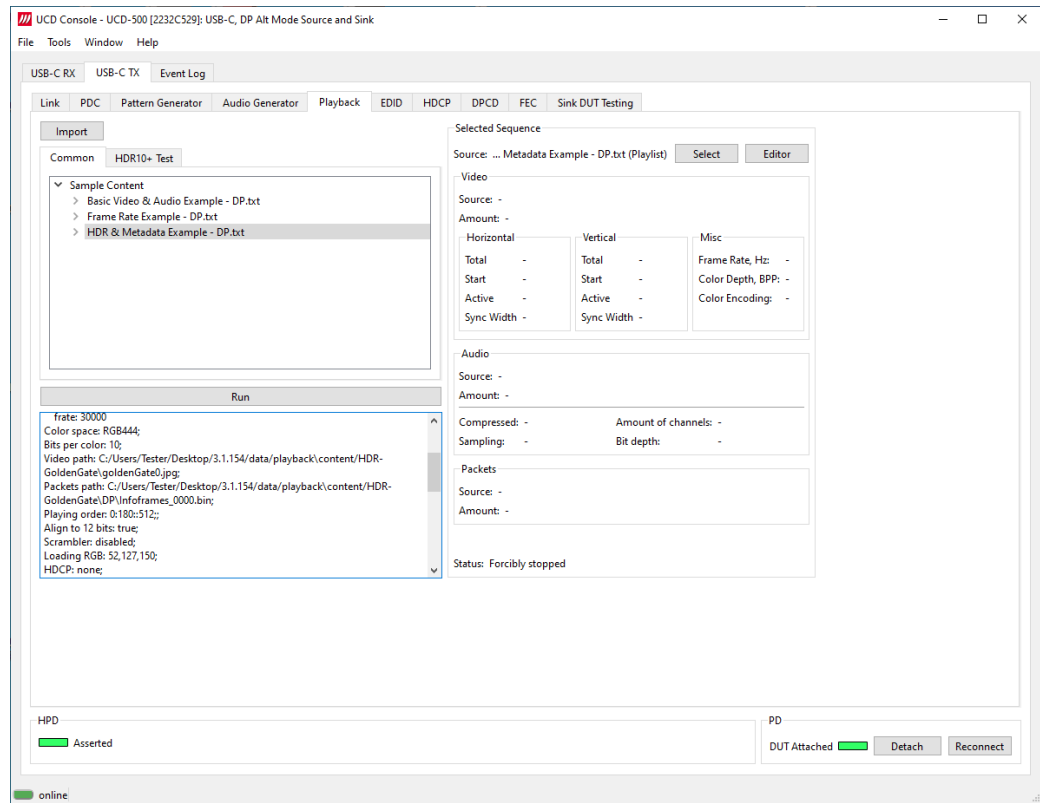 UCD Console - UCD-500 [2232C529]: USB-C, DP Alt Mode Source and Sink
File Tools Window Help
USB-C RX USB-C TX Event Log
Link PDC Pattern Generator Audio Generator Playback EDID HDCP DPCD FEC Sink DUT Testing
Import
Common HDR10+ Test
Sample Content
Basic Video & Audio Example - DP.txt
Frame Rate Example - DP.txt
HDR & Metadata Example - DP.txt
Run
frate: 30000
Color space: RGB444;
Bits per color: 10;
Video path: C:/Users/Tester/Desktop/3.1.154/data/playback\content/HDR-
GoldenGate\goldenGate0.jpg;
Packets path: C:/Users/Tester/Desktop/3.1.154/data/playback\content/HDR-
GoldenGate\DP\Infoframes_0000.bin;
Playing order: 0:180::512;;
Align to 12 bits: true;
Scrambler: disabled;
Loading RGB: 52,127,150;
HDCP: none;
Selected Sequence
Source: ... Metadata Example - DP.txt (Playlist) Select Editor
Video
Source: -
Amount: -
Horizontal
Total -
Start -
Active -
Sync Width -
Vertical
Total -
Start -
Active -
Sync Width -
Misc
Frame Rate, Hz: -
Color Depth, BPP: -
Color Encoding: -
Audio
Source: -
Amount: -
Compressed: - Amount of channels: -
Sampling: - Bit depth: -
Packets
Source: -
Amount: -
Status: Forcibly stopped
HPD
Asserted
PD
DUT Attached Detach Reconnect
online